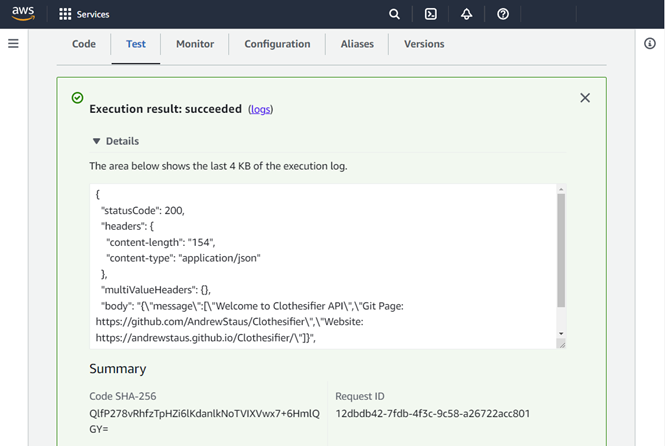 aws
Services
Code Test Monitor Configuration Aliases Versions
Execution result: succeeded (logs)
Details
The area below shows the last 4 KB of the execution log.
{
"statusCode": 200,
"headers": {
"content-length": "154",
"content-type": "application/json"
},
"multiValueHeaders": {},
"body": "{\"message\":[\"Welcome to Clothesifier API\",\"Git Page:
https://github.com/AndrewStaus/Clothesifier\",\"Website:
https://andrewstaus.github.io/Clothesifier/\"]}",
Summary
Code SHA-256 Request ID
QlfP278vRhfzTpHZi6lKdanlkNoTVIXVwx7+6HmlQ 12dbdb42-7fdb-4f3c-9c58-a26722acc801
GY=